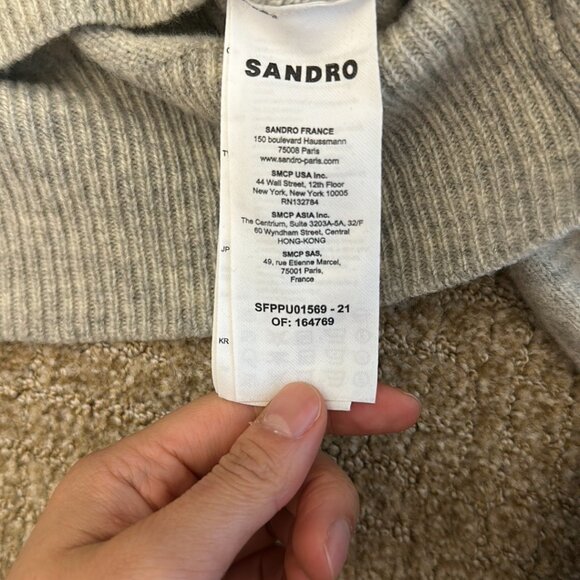 SANDRO
SANDRO FRANCE
150 boulevard Haussmann
75008 Paris
www.sandro-paris.com
SMCP USA Inc.
44 Wall Street, 12th Floor
New York, New York 10005
RN132784
SMCP ASIA Inc.
The Centrium, Suite 3203A-5A, 32/F
60 Wyndham Street, Central
HONG-KONG
SMCP SAS,
49, rue Etienne Marcel,
75001 Paris,
France
SFPPU01569 - 21
OF: 164769
JP
KR